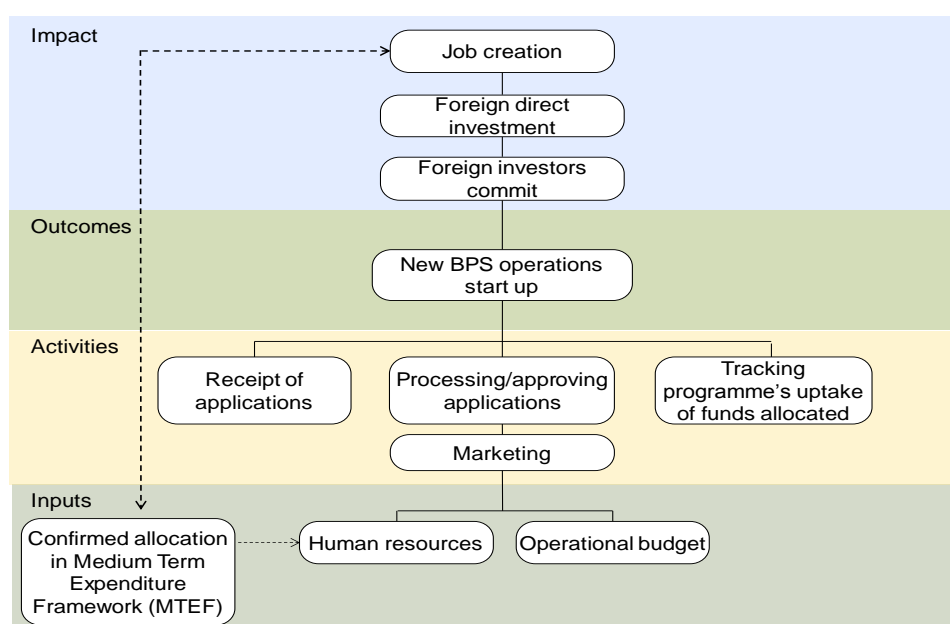 Impact
Job creation
Foreign direct
investment
Foreign investors
commit
Outcomes
New BPS operations
start up
Activities
Receipt of
applications
Processing/approving
applications
Tracking
programme's uptake
of funds allocated
Marketing
Inputs
Confirmed allocation
in Medium Term
Expenditure
Framework (MTEF)
Human resources
Operational budget